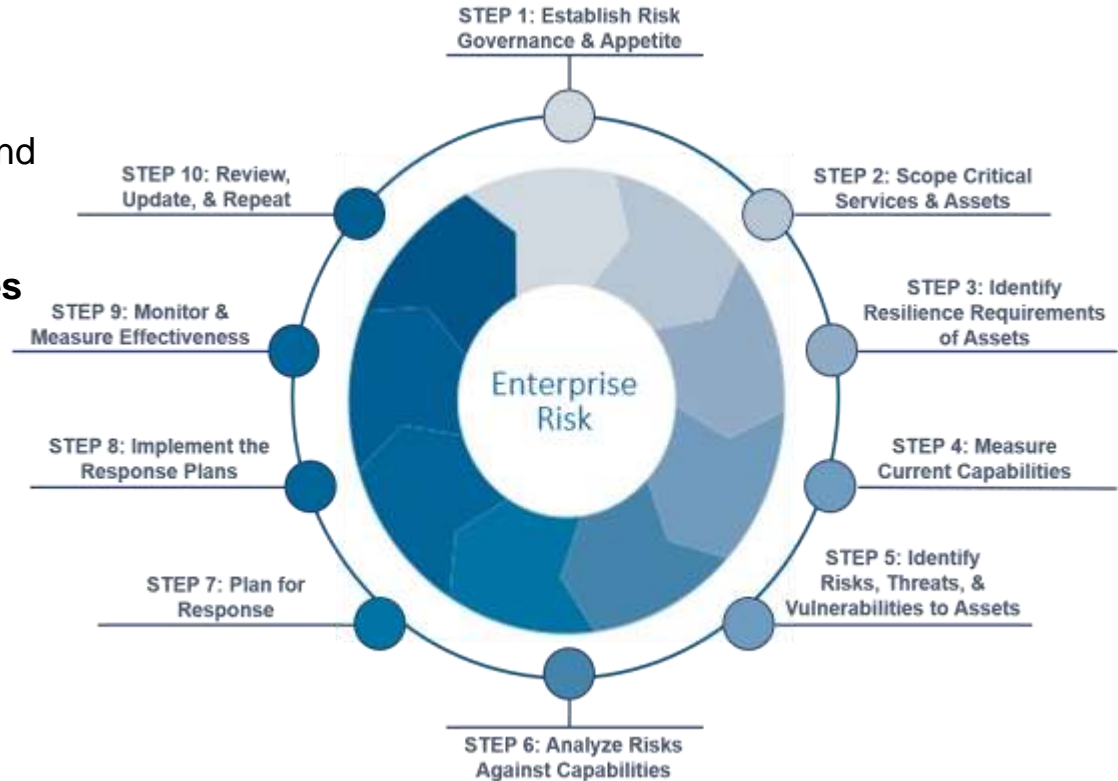 STEP 1: Establish Risk
Governance & Appetite
nd
STEP 10: Review,
Update, & Repeat
STEP 2: Scope Critical
Services & Assets
s
STEP 9: Monitor &
Measure Effectiveness
STEP 3: Identify
Resilience Requirements
of Assets
Enterprise
Risk
STEP 8: Implement the
Response Plans
STEP 4: Measure
Current Capabilities
STEP 7: Plan for
Response
STEP 5: Identify
Risks, Threats, &
Vulnerabilities to Assets
STEP 6: Analyze Risks
Against Capabilities